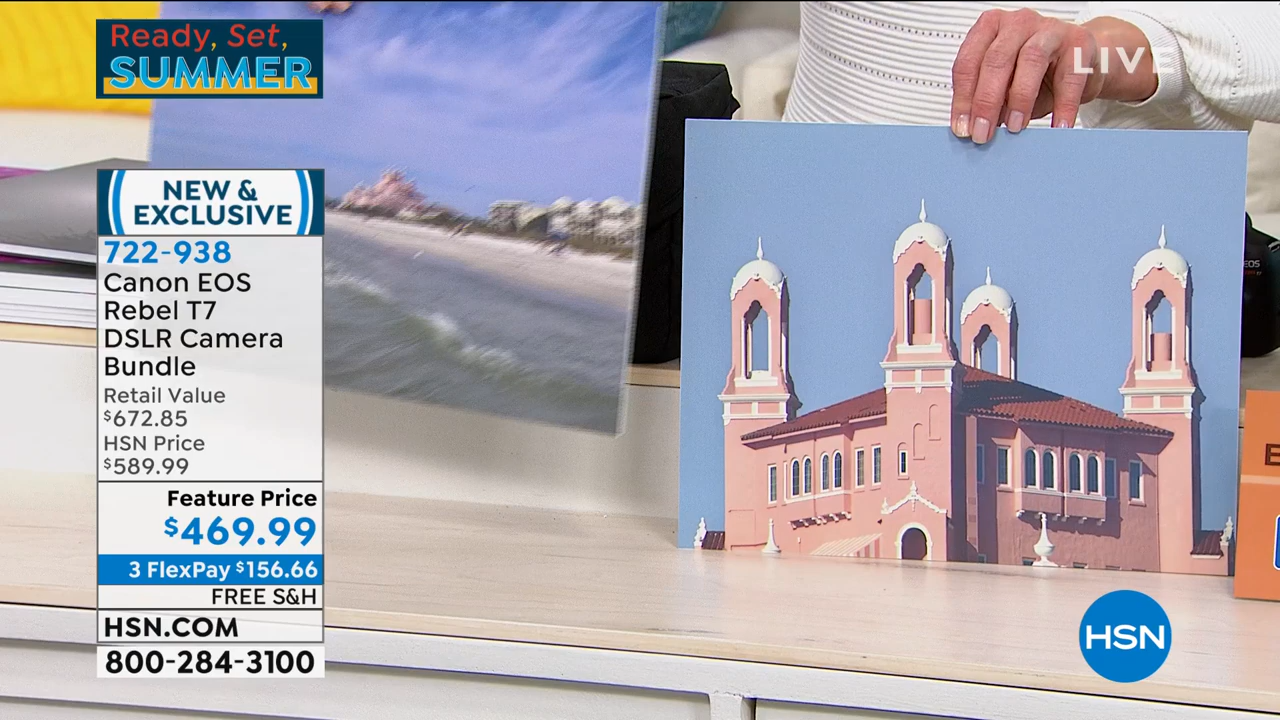 Ready, Set,
SUMMER
LIVE
NEW &
EXCLUSIVE
722-938
Canon EOS
Rebel T7
DSLR Camera
Bundle
Retail Value
$672.85
HSN Price
$589.99
Feature Price
$469.99
3 FlexPay $156.66
FREE S&H
HSN.COM
800-284-3100
EOS
HSN